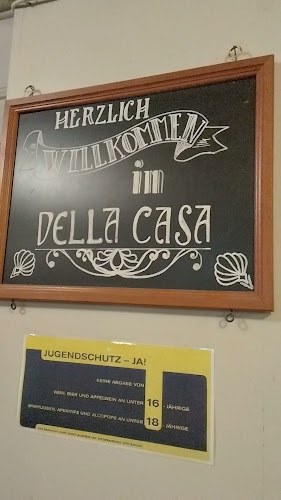 HERZLICH
WILLKOMMEN
in
DELLA CASA
JUGENDSCHUTZ – JA!
KEINE ABGABE VON
WEIN, BIER UND APFELWEIN AN UNTER 16 -JÄHRIGE
SPIRITUOSEN, APERITIFS UND ALCOPOPS AN UNTER 18 -JÄHRIGE